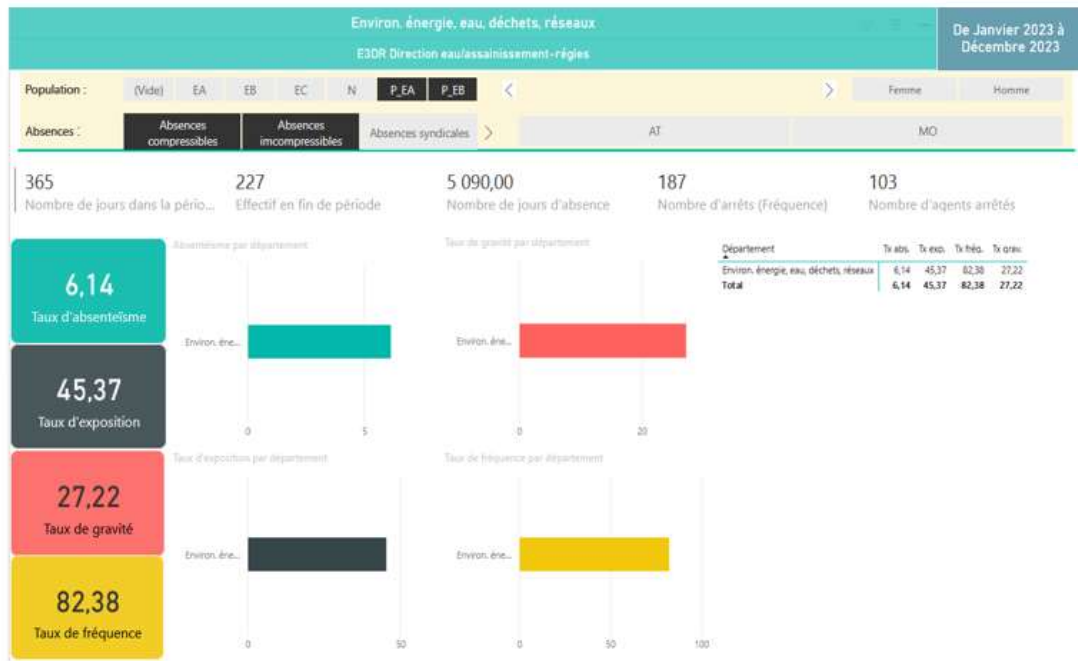 Environ. énergie, eau, déchets, réseaux
E3DR Direction eau/assainissement-régies
De Janvier 2023 à
Décembre 2023
Population :
(Vide)
EA
EB
EC
N
P_EA
P_EB
Femme
Homme
Absences :
Absences
compressibles
Absences
imcompressibles
Absences syndicales
AT
MO
365
Nombre de jours dans la pério...
227
Effectif en fin de période
5 090,00
Nombre de jours d'absence
187
Nombre d'arrêts (Fréquence)
103
Nombre d'agents arrêtés
6,14
Taux d'absenteïsme
45,37
Taux d'exposition
27,22
Taux de gravité
82,38
Taux de fréquence
Absentéisme par département
Environ. éne...
0
5
Taux de gravité par département
Environ. éne...
0
20
Département Tx abs. Tx exp. Tx fréq. Tx grav.
Environ. énergie, eau, déchets, réseaux 6,14 45,37 82,38 27,22
Total 6,14 45,37 82,38 27,22
Taux d'exposition par département
Environ. éne...
0
50
Taux de fréquence par département
Environ. éne...
0
50
100